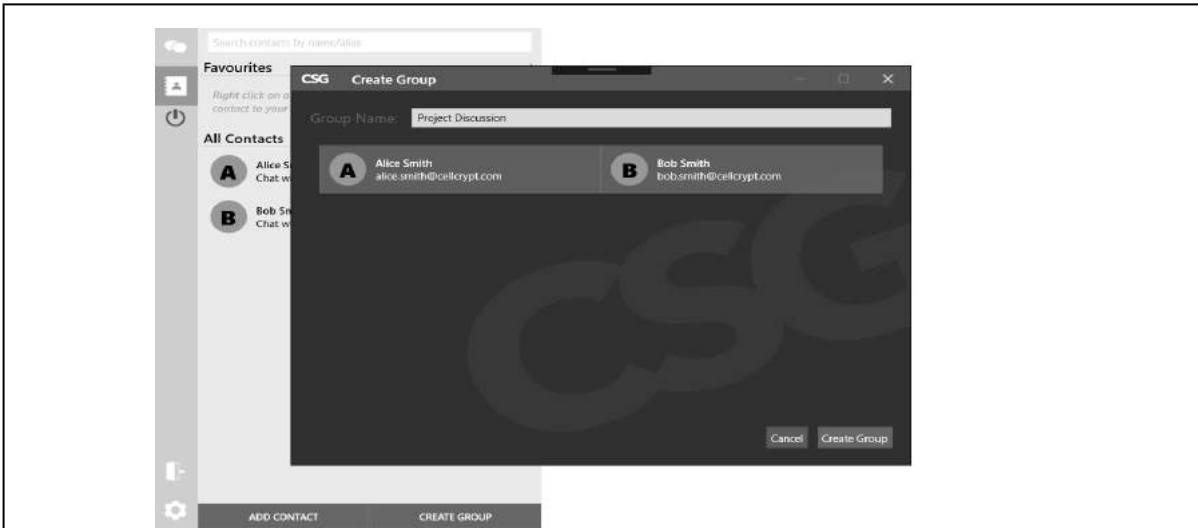 Search contacts by name/alias
Favourites
Right click on a
contact to your
All Contacts
A
Alice S
Chat w
B
Bob Sm
Chat w
ADD CONTACT
CREATE GROUP
CSG Create Group
Group Name:
Project Discussion
A
Alice Smith
alice.smith@cellcrypt.com
B
Bob Smith
bob.smith@cellcrypt.com
CSG
Cancel
Create Group